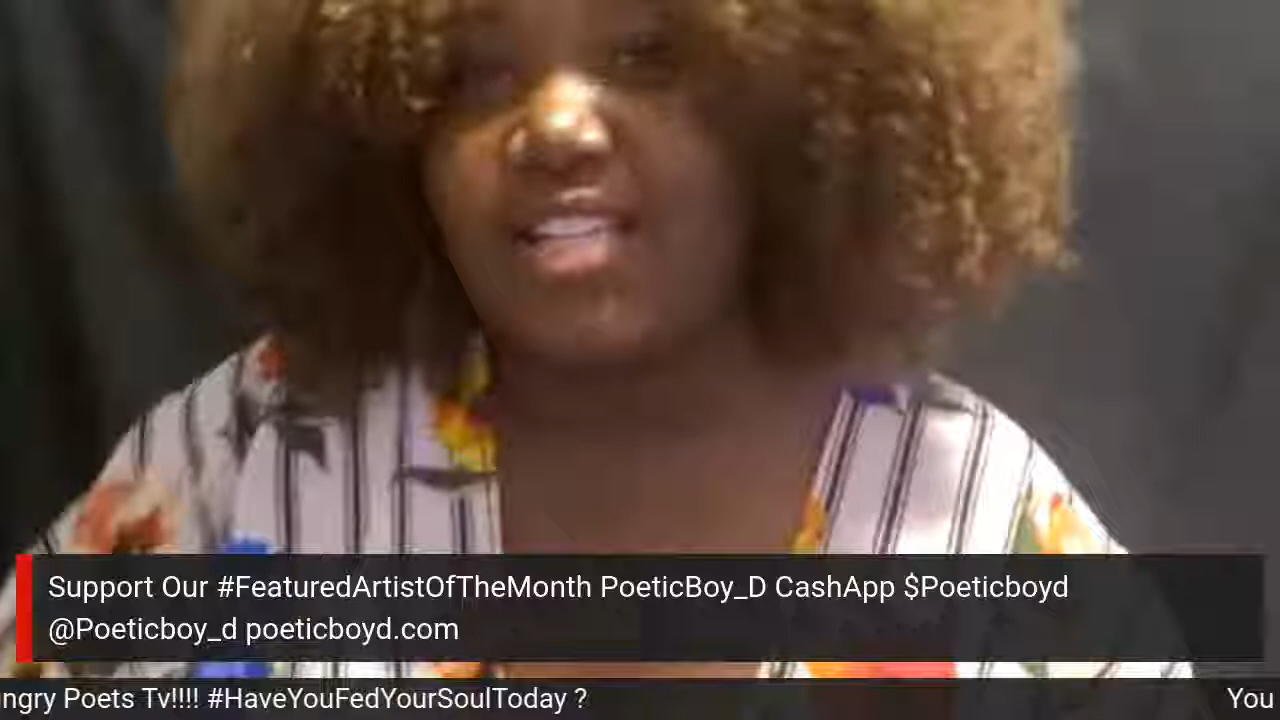 Support Our #FeaturedArtistOfTheMonth PoeticBoy_D CashApp $Poeticboyd
@Poeticboy_d poeticboyd.com
ngry Poets Tv!!!! #HaveYouFedYourSoulToday ? You